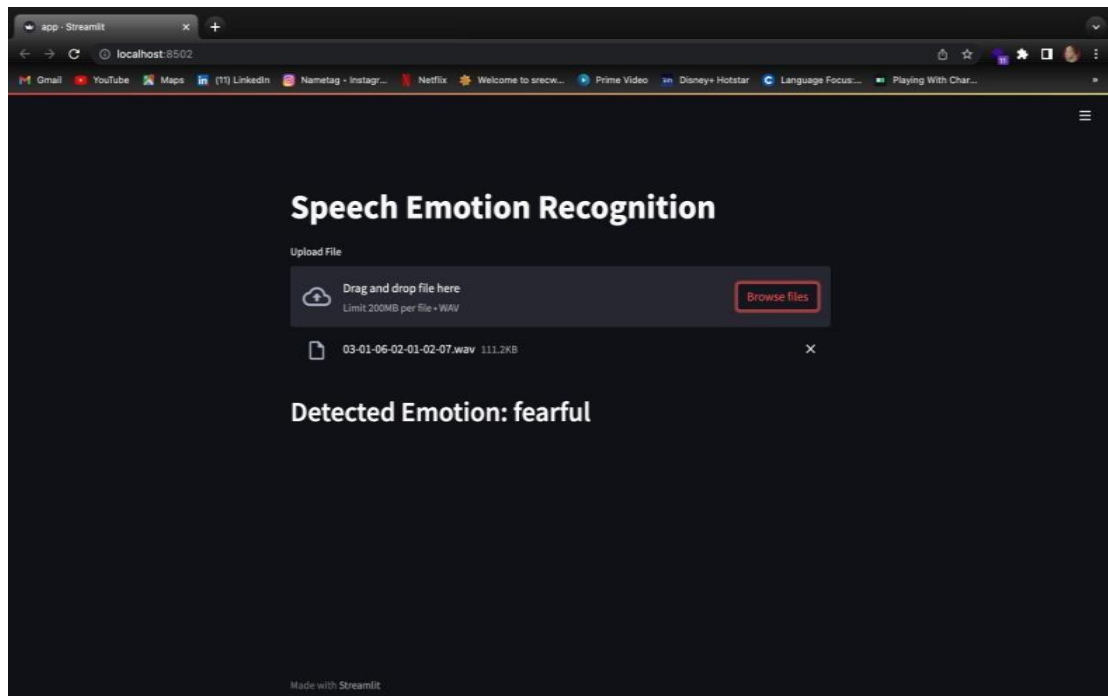 app · Streamlit
localhost:8502
Gmail YouTube Maps (11) LinkedIn Nametag - Instagr... Netflix Welcome to srecw... Prime Video Disney+ Hotstar Language Focus:... Playing With Char...
Speech Emotion Recognition
Upload File
Drag and drop file here
Limit 200MB per file • WAV
Browse files
03-01-06-02-01-02-07.wav 111.2KB
Detected Emotion: fearful
Made with Streamlit